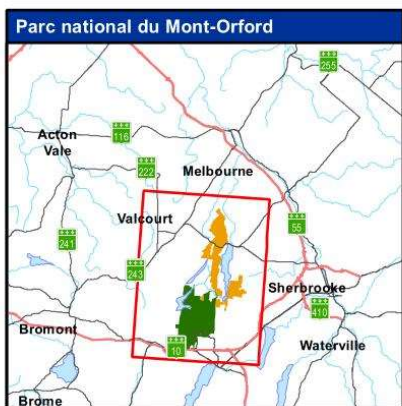 Parc national du Mont-Orford
255
Acton
Vale
116
222
Melbourne
Valcourt
241
55
243
Sherbrooke
410
Bromont
10
Waterville
Brome